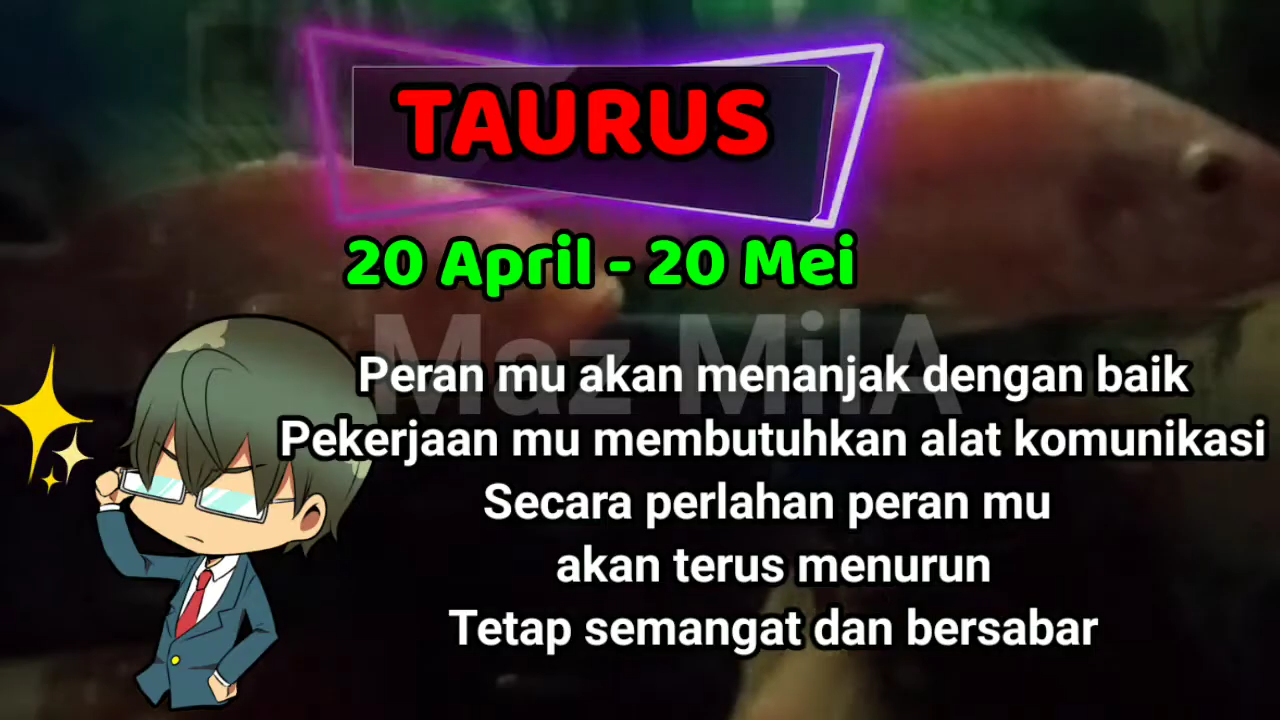 TAURUS
20 April - 20 Mei
Maz MilA
Peran mu akan menanjak dengan baik
Pekerjaan mu membutuhkan alat komunikasi
Secara perlahan peran mu
akan terus menurun
Tetap semangat dan bersabar